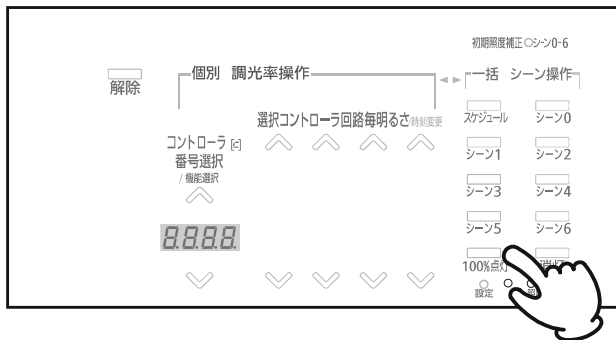 初期照度補正○シーン0-6
解除
個別 調光率操作
一括 シーン操作
選択コントローラ回路毎明るさ/時刻変更
コントローラ [c]
番号選択
/ 機能選択
8.8.8.8.
スケジュール
シーン0
シーン1
シーン2
シーン3
シーン4
シーン5
シーン6
100%点灯
設定